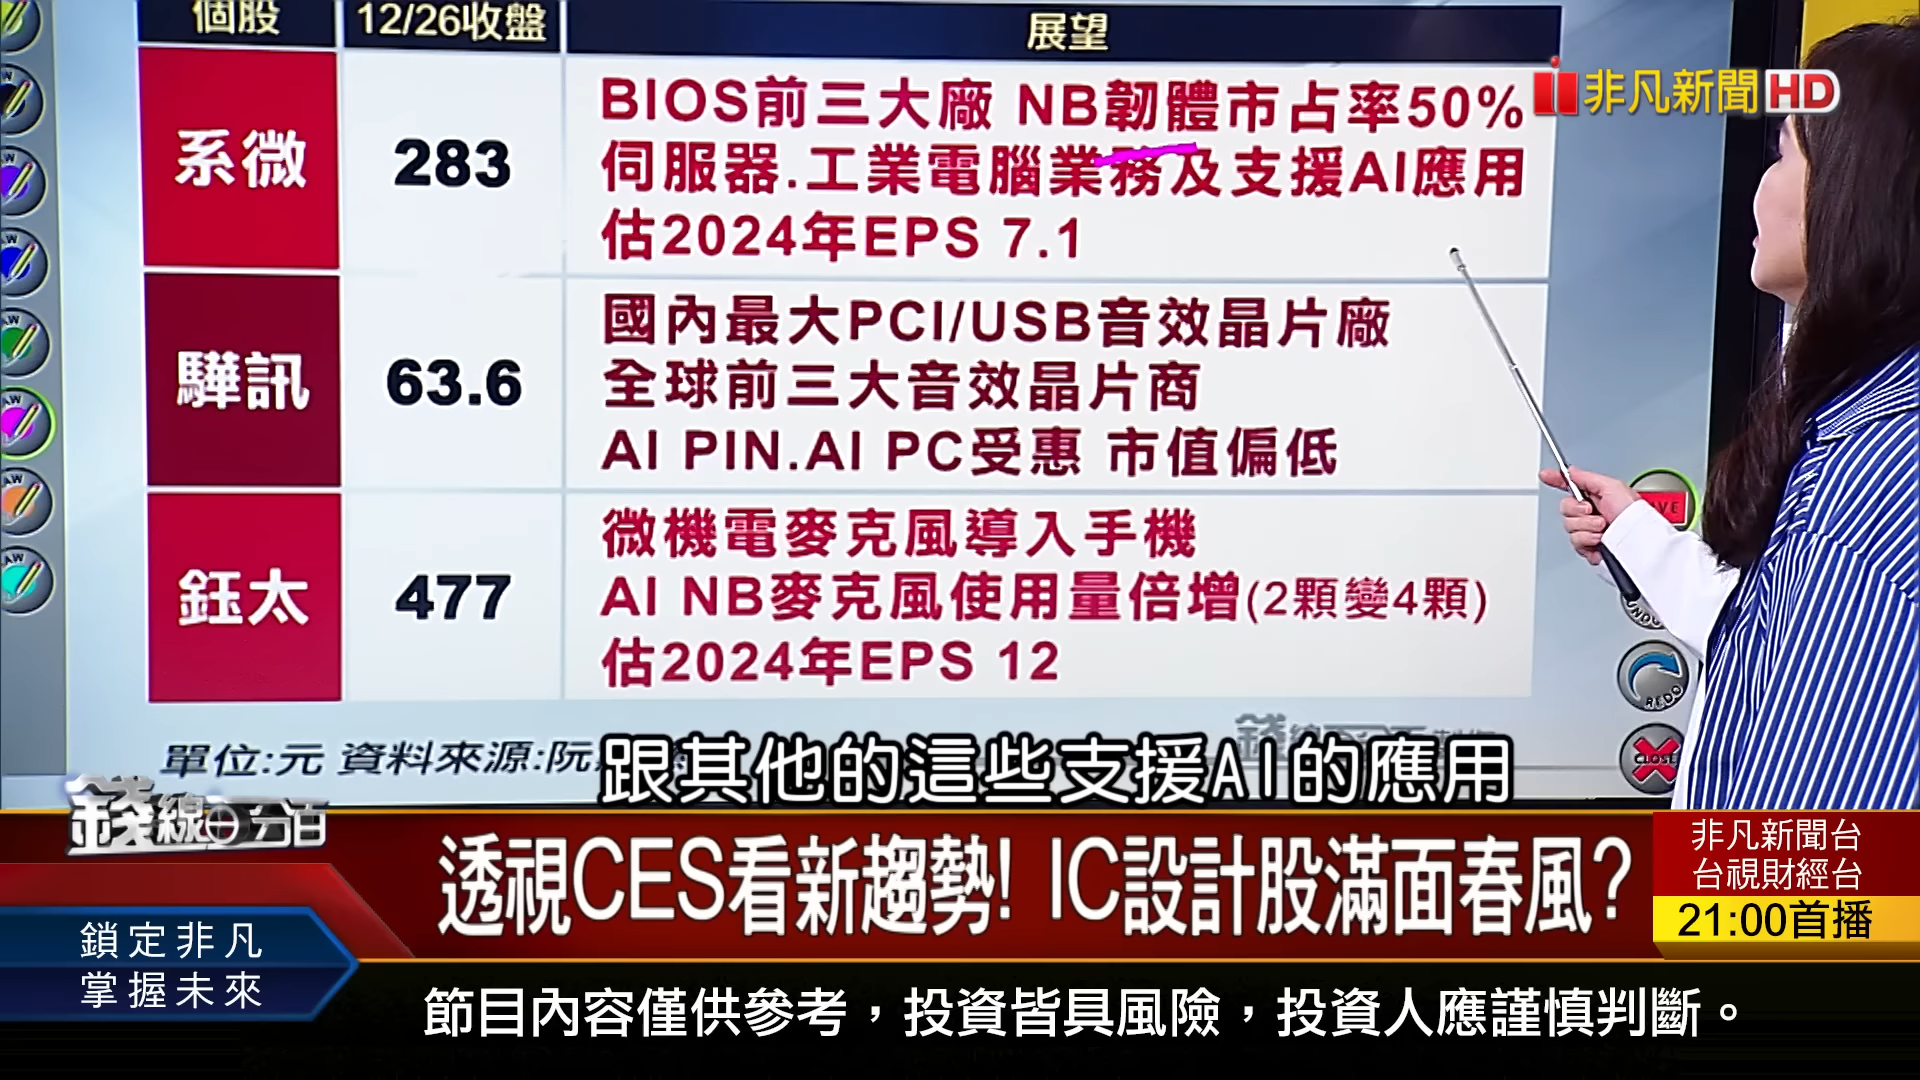 個股 12/26收盤 展望
非凡新聞HD
系微 283
BIOS前三大廠 NB韌體市占率50%
伺服器.工業電腦業務及支援AI應用
估2024年EPS 7.1
驊訊 63.6
國內最大PCI/USB音效晶片廠
全球前三大音效晶片商
AI PIN.AI PC受惠 市值偏低
鈺太 477
微機電麥克風導入手機
AI NB麥克風使用量倍增(2顆變4顆)
估2024年EPS 12
REDO
CLOSE
單位:元 資料來源:阮
跟其他的這些支援AI的應用
錢線百分百
透視CES看新趨勢! IC設計股滿面春風?
非凡新聞台
台視財經台
21:00首播
鎖定非凡
掌握未來
節目內容僅供參考，投資皆具風險，投資人應謹慎判斷。